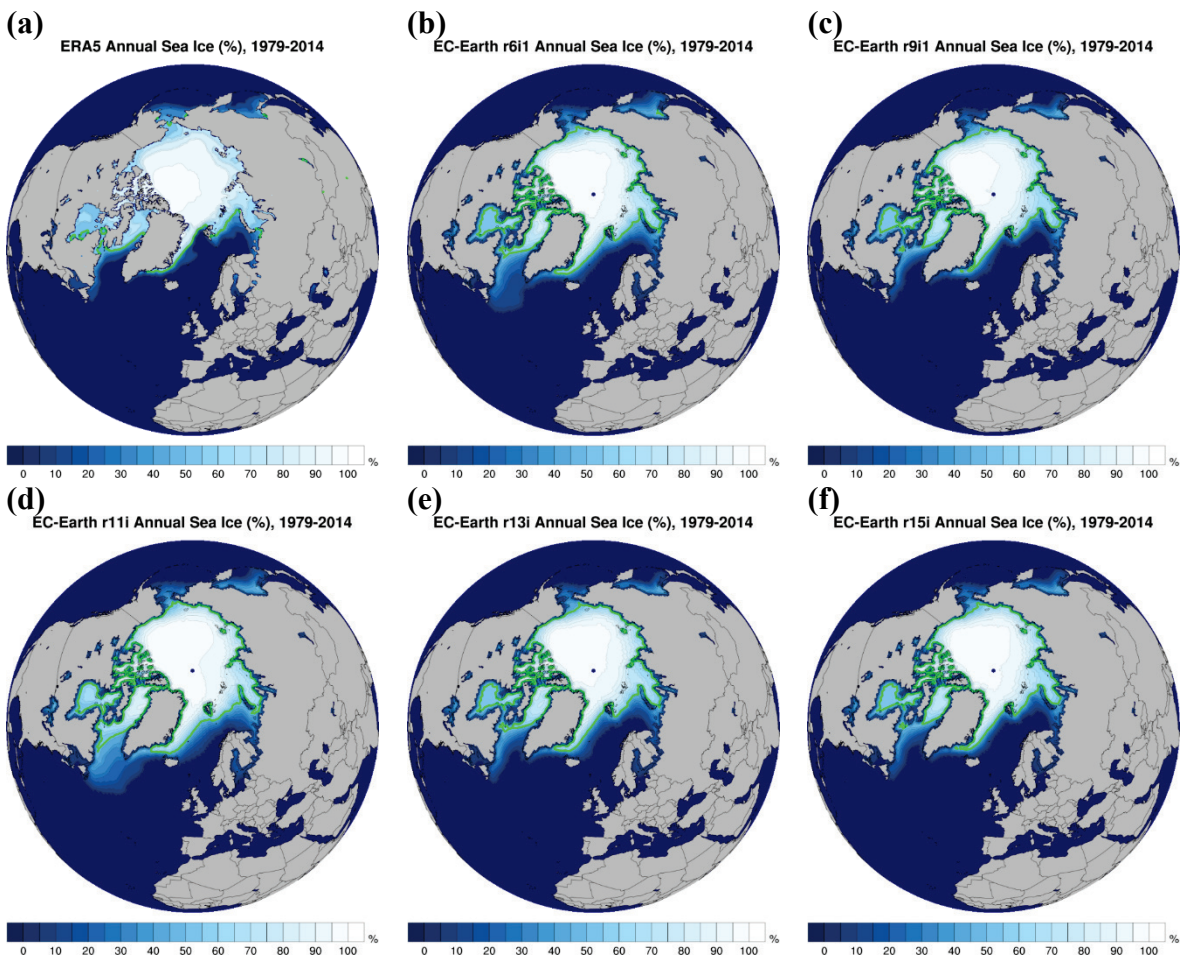 (a)
ERA5 Annual Sea Ice (%), 1979-2014
0 10 20 30 40 50 60 70 80 90 100 %
(b)
EC-Earth r6i1 Annual Sea Ice (%), 1979-2014
0 10 20 30 40 50 60 70 80 90 100 %
(c)
EC-Earth r9i1 Annual Sea Ice (%), 1979-2014
0 10 20 30 40 50 60 70 80 90 100 %
(d)
EC-Earth r11i Annual Sea Ice (%), 1979-2014
0 10 20 30 40 50 60 70 80 90 100 %
(e)
EC-Earth r13i Annual Sea Ice (%), 1979-2014
0 10 20 30 40 50 60 70 80 90 100 %
(f)
EC-Earth r15i Annual Sea Ice (%), 1979-2014
0 10 20 30 40 50 60 70 80 90 100 %